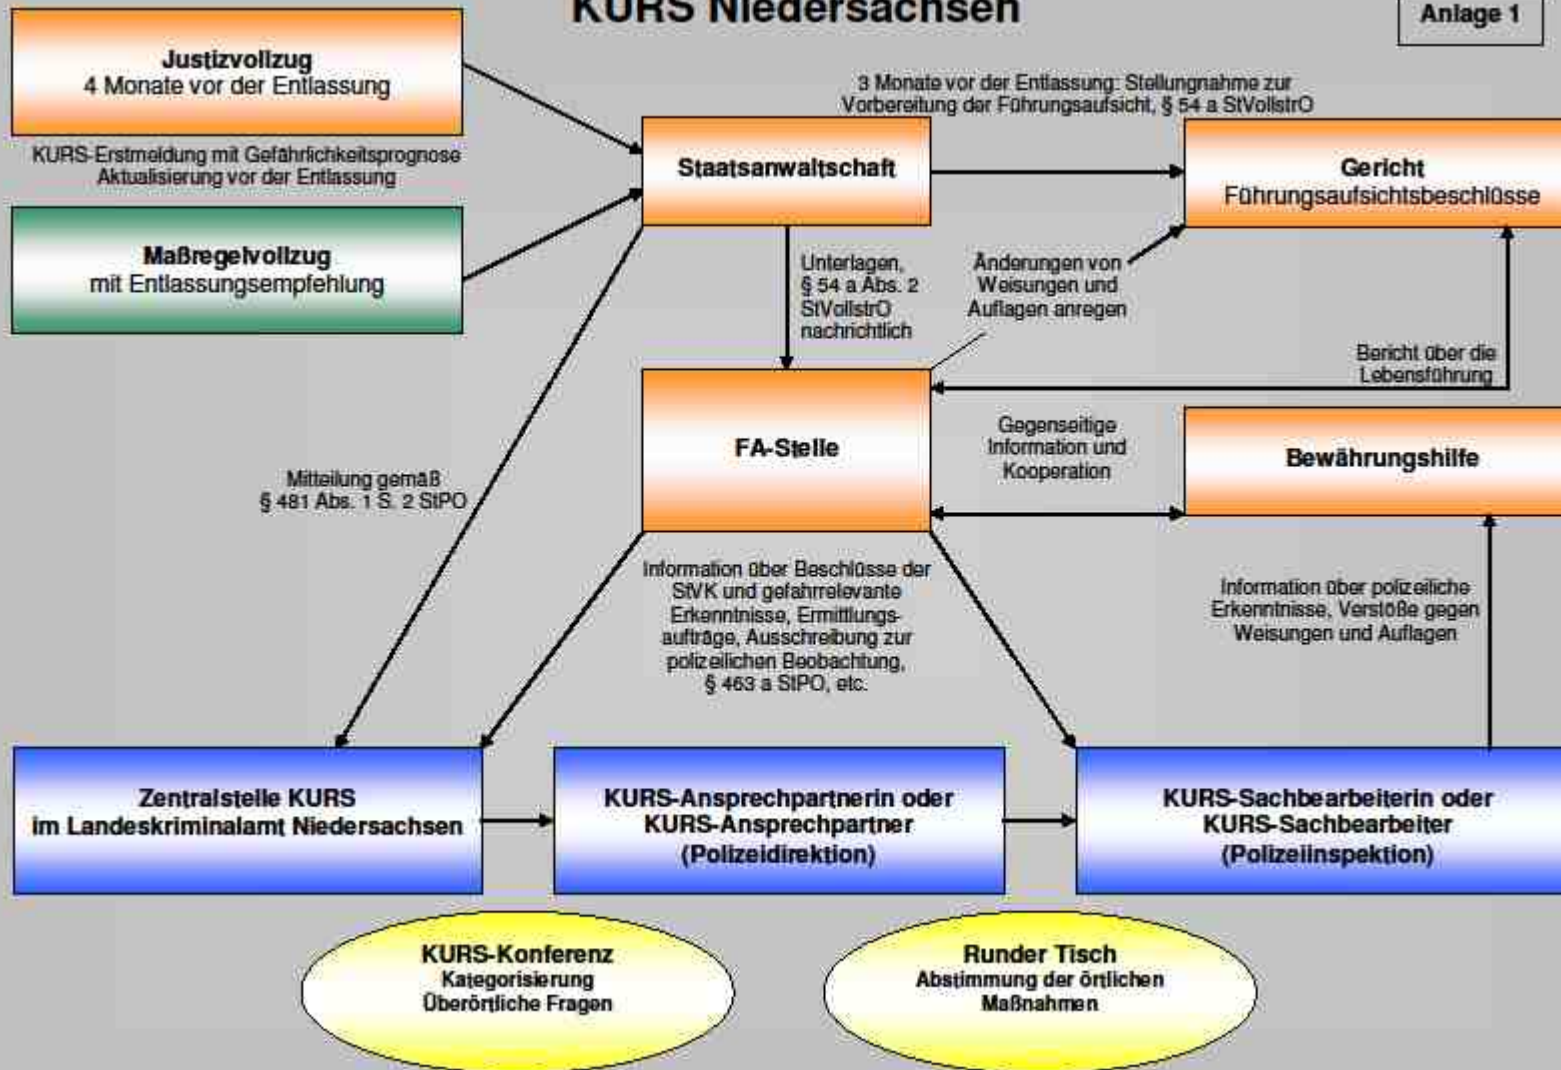 KURS Niedersachsen
Anlage 1
Justizvollzug
4 Monate vor der Entlassung
3 Monate vor der Entlassung: Stellungnahme zur
Vorbereitung der Führungsaufsicht, § 54 a StVollstrO
KURS-Erstmeldung mit Gefährlichkeitsprognose
Aktualisierung vor der Entlassung
Staatsanwaltschaft
Gericht
Führungsaufsichtsbeschlüsse
Maßregelvollzug
mit Entlassungsempfehlung
Unterlagen,
§ 54 a Abs. 2
StVollstrO
nachrichtlich
Änderungen von
Weisungen und
Auflagen anregen
Bericht über die
Lebensführung
FA-Stelle
Gegenseitige
Information und
Kooperation
Bewährungshilfe
Mitteilung gemäß
§ 481 Abs. 1 S. 2 StPO
Information über Beschlüsse der
StVK und gefahrrelevante
Erkenntnisse, Ermittlungs-
aufträge, Ausschreibung zur
polizeilichen Beobachtung,
§ 463 a StPO, etc.
Information über polizeiliche
Erkenntnisse, Verstöße gegen
Weisungen und Auflagen
Zentralstelle KURS
im Landeskriminalamt Niedersachsen
KURS-Ansprechpartnerin oder
KURS-Ansprechpartner
(Polizeidirektion)
KURS-Sachbearbeiterin oder
KURS-Sachbearbeiter
(Polizeiinspektion)
KURS-Konferenz
Kategorisierung
Überörtliche Fragen
Runder Tisch
Abstimmung der örtlichen
Maßnahmen